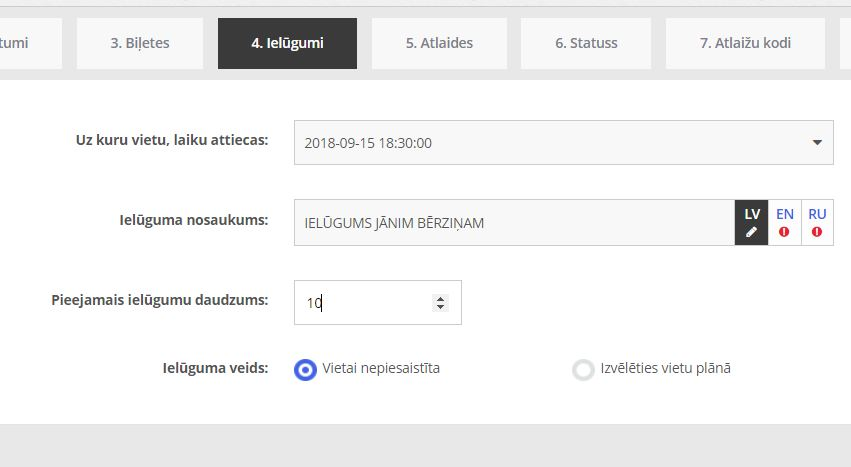 tumi
3. Biļetes
4. Ielūgumi
5. Atlaides
6. Statuss
7. Atlaižu kodi
Uz kuru vietu, laiku attiecas:
2018-09-15 18:30:00
Ielūguma nosaukums:
IELŪGUMS JĀNIM BĒRZIŅAM
LV
EN
RU
Pieejamais ielūgumu daudzums:
10
Ielūguma veids:
Vietai nepiesaistīta
Izvēlēties vietu plānā